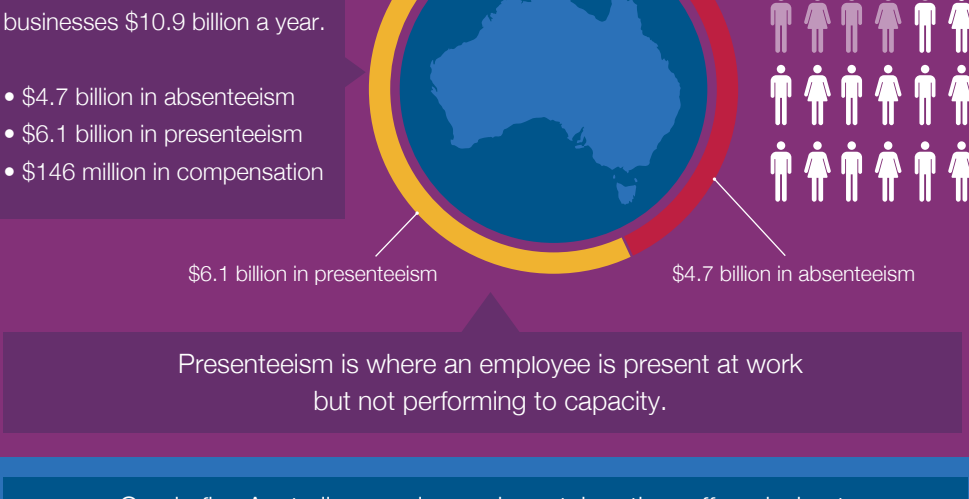 businesses $10.9 billion a year.
• $4.7 billion in absenteeism
• $6.1 billion in presenteeism
• $146 million in compensation
$6.1 billion in presenteeism
$4.7 billion in absenteeism
Presenteeism is where an employee is present at work
but not performing to capacity.